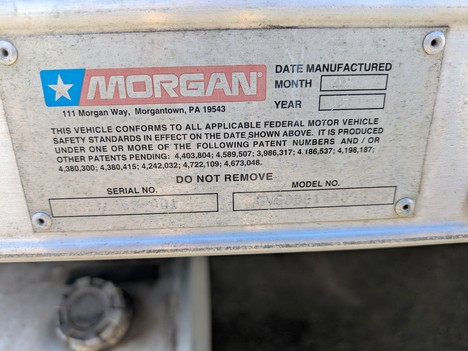 MORGAN
DATE MANUFACTURED
MONTH
YEAR
111 Morgan Way, Morgantown, PA 19543
THIS VEHICLE CONFORMS TO ALL APPLICABLE FEDERAL MOTOR VEHICLE
SAFETY STANDARDS IN EFFECT ON THE DATE SHOWN ABOVE. IT IS PRODUCED
UNDER ONE OR MORE OF THE FOLLOWING PATENT NUMBERS AND / OR
OTHER PATENTS PENDING: 4,403,804; 4,589,507; 3,986,317; 4,186,537; 4,198,187;
4,380,300; 4,380,415; 4,242,032; 4,722,109; 4,673,048.
DO NOT REMOVE
SERIAL NO. MODEL NO.